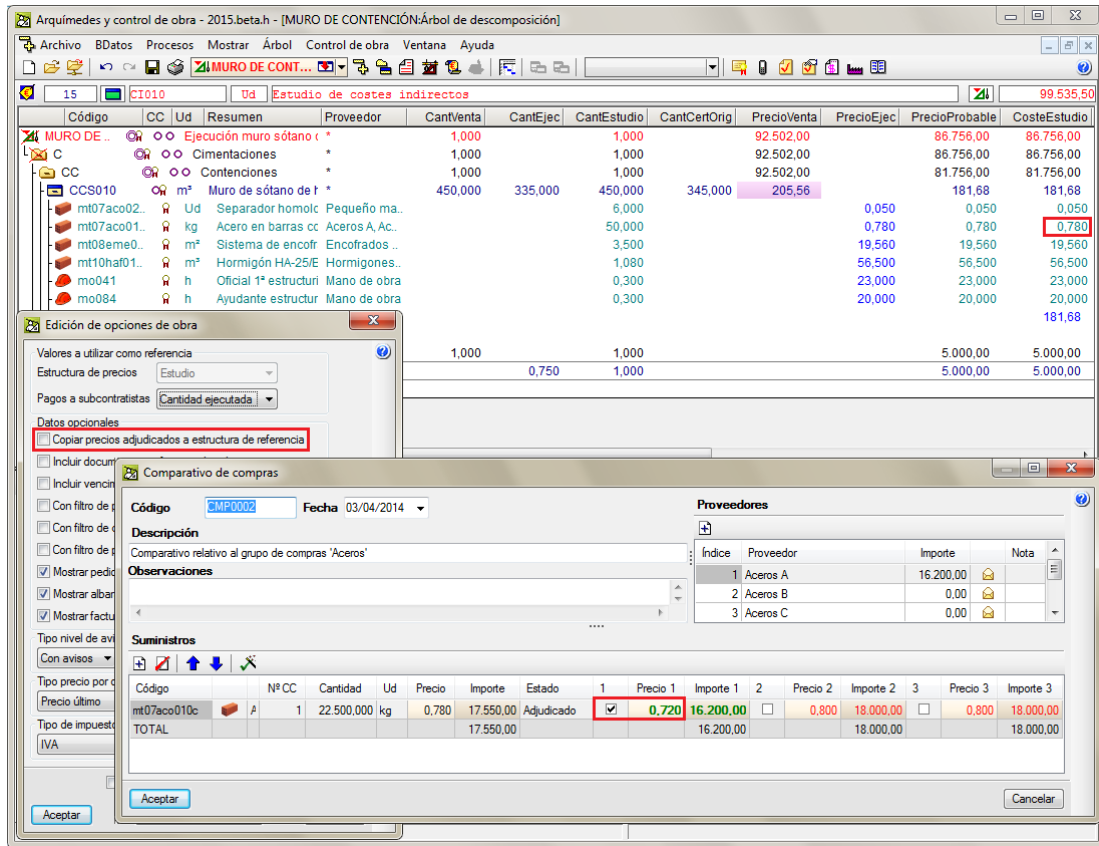 Arquímedes y control de obra - 2015.beta.h - [MURO DE CONTENCIÓN:Árbol de descomposición]
Archivo BDatos Procesos Mostrar Árbol Control de obra Ventana Ayuda
MURO DE CONT...
15 CI010 Ud Estudio de costes indirectos 99.535,50
Código CC Ud Resumen Proveedor CantVenta CantEjec CantEstudio CantCertOrig PrecioVenta PrecioEjec PrecioProbable CosteEstudio
MURO DE .. Ejecución muro sótano * 1,000 1,000 92.502,00 86.756,00 86.756,00
C Cimentaciones * 1,000 1,000 92.502,00 86.756,00 86.756,00
CC Contenciones * 1,000 1,000 92.502,00 81.756,00 81.756,00
CCS010 m² Muro de sótano de * 450,000 335,000 450,000 345,000 205,56 181,68 181,68
mt07aco02.. Ud Separador homolo Pequeño ma.. 6,000 0,050 0,050 0,050
mt07aco01.. kg Acero en barras co Aceros A, Ac.. 50,000 0,780 0,780 0,780
mt08eme0.. m² Sistema de encofr Encofrados .. 3,500 19,560 19,560 19,560
mt10haf01.. m³ Hormigón HA-25/E Hormigones.. 1,080 56,500 56,500 56,500
mo041 h Oficial 1ª estructuri Mano de obra 0,300 23,000 23,000 23,000
mo084 h Ayudante estructur Mano de obra 0,300 20,000 20,000 20,000
181,68
1,000 1,000 5.000,00 5.000,00
0,750 1,000 5.000,00 5.000,00
Edición de opciones de obra
Valores a utilizar como referencia
Estructura de precios Estudio
Pagos a subcontratistas Cantidad ejecutada
Datos opcionales
Copiar precios adjudicados a estructura de referencia
Incluir docum
Incluir vencin
Con filtro de p
Con filtro de c
Con filtro de p
Mostrar pedic
Mostrar albar
Mostrar factu
Tipo nivel de avi
Con avisos
Tipo precio por c
Precio último
Tipo de impuesto
IVA
Aceptar
Comparativo de compras
Código CMP0002 Fecha 03/04/2014
Descripción
Comparativo relativo al grupo de compras 'Aceros'
Observaciones
Proveedores
Índice Proveedor Importe Nota
1 Aceros A 16.200,00
2 Aceros B 0,00
3 Aceros C 0,00
Suministros
Código Nº CC Cantidad Ud Precio Importe Estado 1 Precio 1 Importe 1 2 Precio 2 Importe 2 3 Precio 3 Importe 3
mt07aco010c A 1 22.500,000 kg 0,780 17.550,00 Adjudicado 0,720 16.200,00 0,800 18.000,00 0,800 18.000,00
TOTAL 17.550,00 16.200,00 18.000,00 18.000,00
Aceptar Cancelar